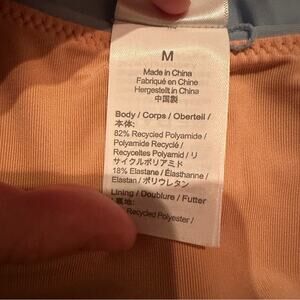 M
Made in China
Fabriqué en Chine
Hergestellt in China
中国製
Body / Corps / Oberteil /
本体:
82% Recycled Polyamide /
Polyamide Recyclé /
Recyceltes Polyamid / リ
サイクルポリアミド
18% Elastane / Élasthanne /
Elastan / ポリウレタン
Lining / Doublure / Futter
裏地:
Recycled Polyester /